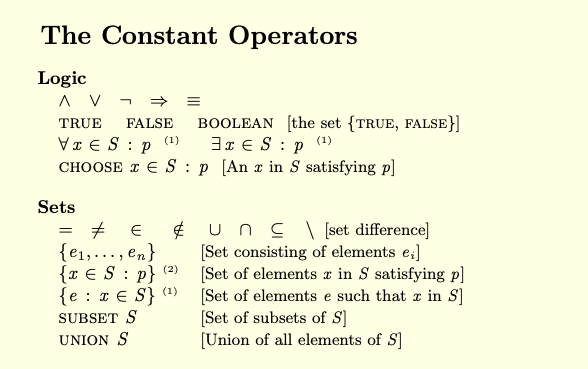 The Constant Operators
Logic
∧ ∨ ¬ ⇒ ≡
TRUE FALSE BOOLEAN [the set {TRUE, FALSE}]
∀ x ∈ S : p (1) ∃ x ∈ S : p (1)
CHOOSE x ∈ S : p [An x in S satisfying p]
Sets
= ≠ ∈ ∉ ∪ ∩ ⊆ \ [set difference]
{e₁, . . . , eₙ} [Set consisting of elements eᵢ]
{x ∈ S : p} (2) [Set of elements x in S satisfying p]
{e : x ∈ S} (1) [Set of elements e such that x in S]
SUBSET S [Set of subsets of S]
UNION S [Union of all elements of S]